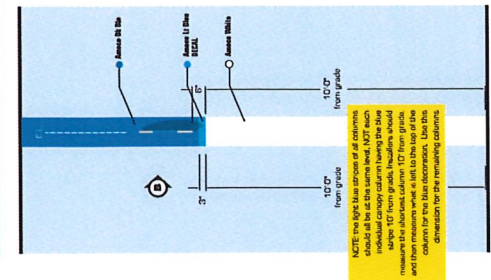 Amoco Dk Blu
Amoco Lt Blue
DECAL
Amoco White
6"
10'0"
from grade
3"
10'0"
from grade
B
NOTE: the light blue stripes of all columns
should all be at the same level, NOT each
individual canopy column having the blue
stripe 10' from grade. Installers should
measure the shortest column 10' from grade
and then measure what is left to the top of the
column for the blue decoration. Use this
dimension for the remaining columns